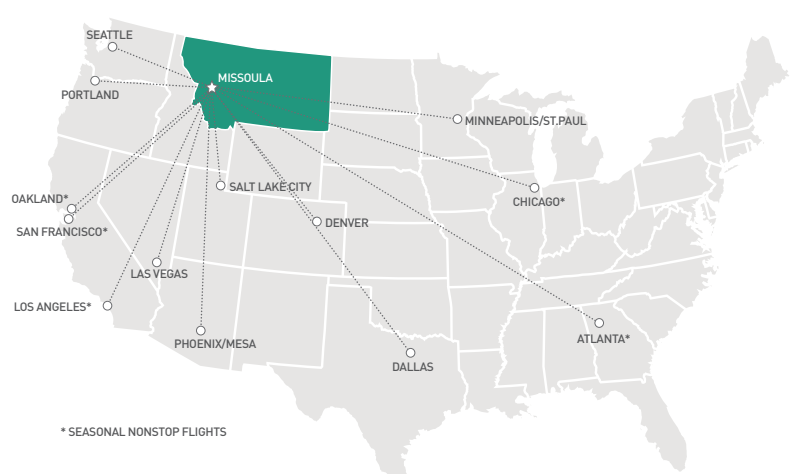 SEATTLE
MISSOULA
PORTLAND
MINNEAPOLIS/ST.PAUL
SALT LAKE CITY
OAKLAND*
CHICAGO*
SAN FRANCISCO*
DENVER
LAS VEGAS
LOS ANGELES*
PHOENIX/MESA
ATLANTA*
DALLAS
* SEASONAL NONSTOP FLIGHTS